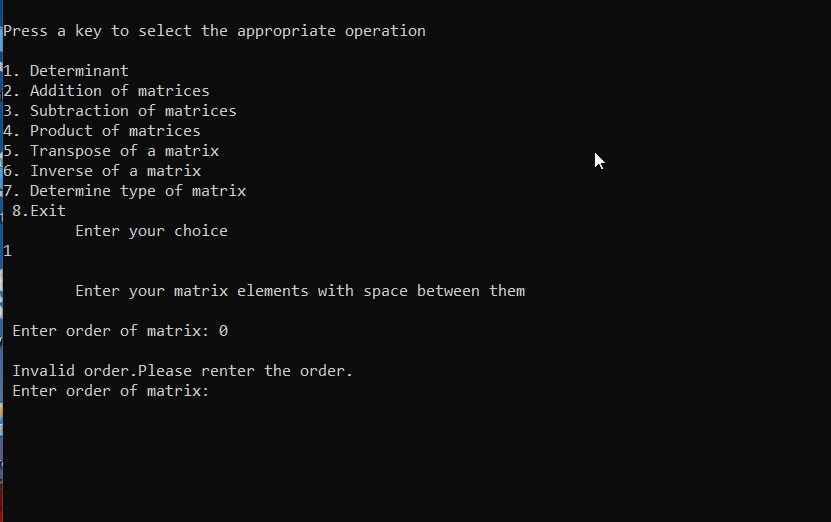 Press a key to select the appropriate operation
1. Determinant
2. Addition of matrices
3. Subtraction of matrices
4. Product of matrices
5. Transpose of a matrix
6. Inverse of a matrix
7. Determine type of matrix
8.Exit
Enter your choice
1
Enter your matrix elements with space between them
Enter order of matrix: 0
Invalid order.Please renter the order.
Enter order of matrix: